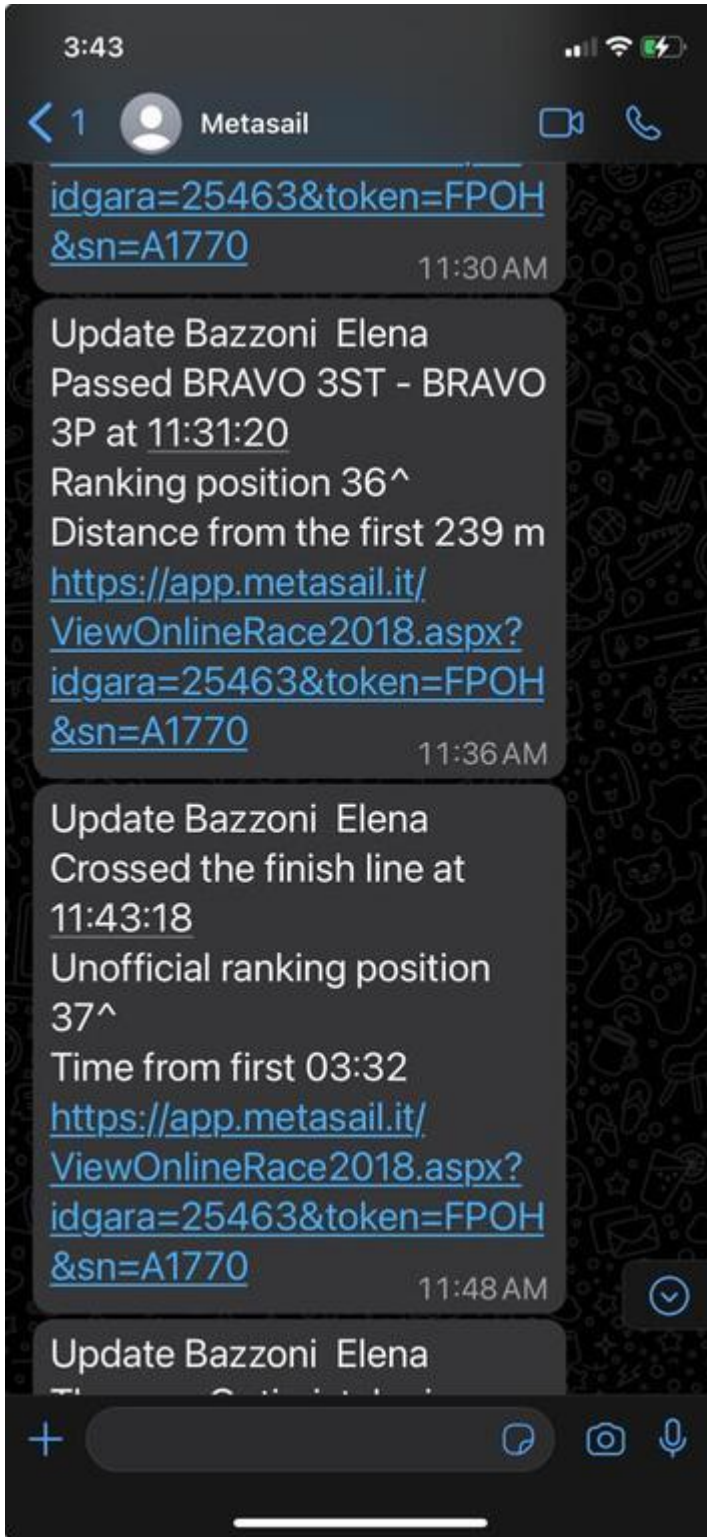 3:43
1 Metasail
idgara=25463&token=FPOH
&sn=A1770
11:30 AM
Update Bazzoni  Elena
Passed BRAVO 3ST - BRAVO
3P at 11:31:20
Ranking position 36^
Distance from the first 239 m
https://app.metasail.it/
ViewOnlineRace2018.aspx?
idgara=25463&token=FPOH
&sn=A1770
11:36 AM
Update Bazzoni  Elena
Crossed the finish line at
11:43:18
Unofficial ranking position
37^
Time from first 03:32
https://app.metasail.it/
ViewOnlineRace2018.aspx?
idgara=25463&token=FPOH
&sn=A1770
11:48 AM
Update Bazzoni  Elena